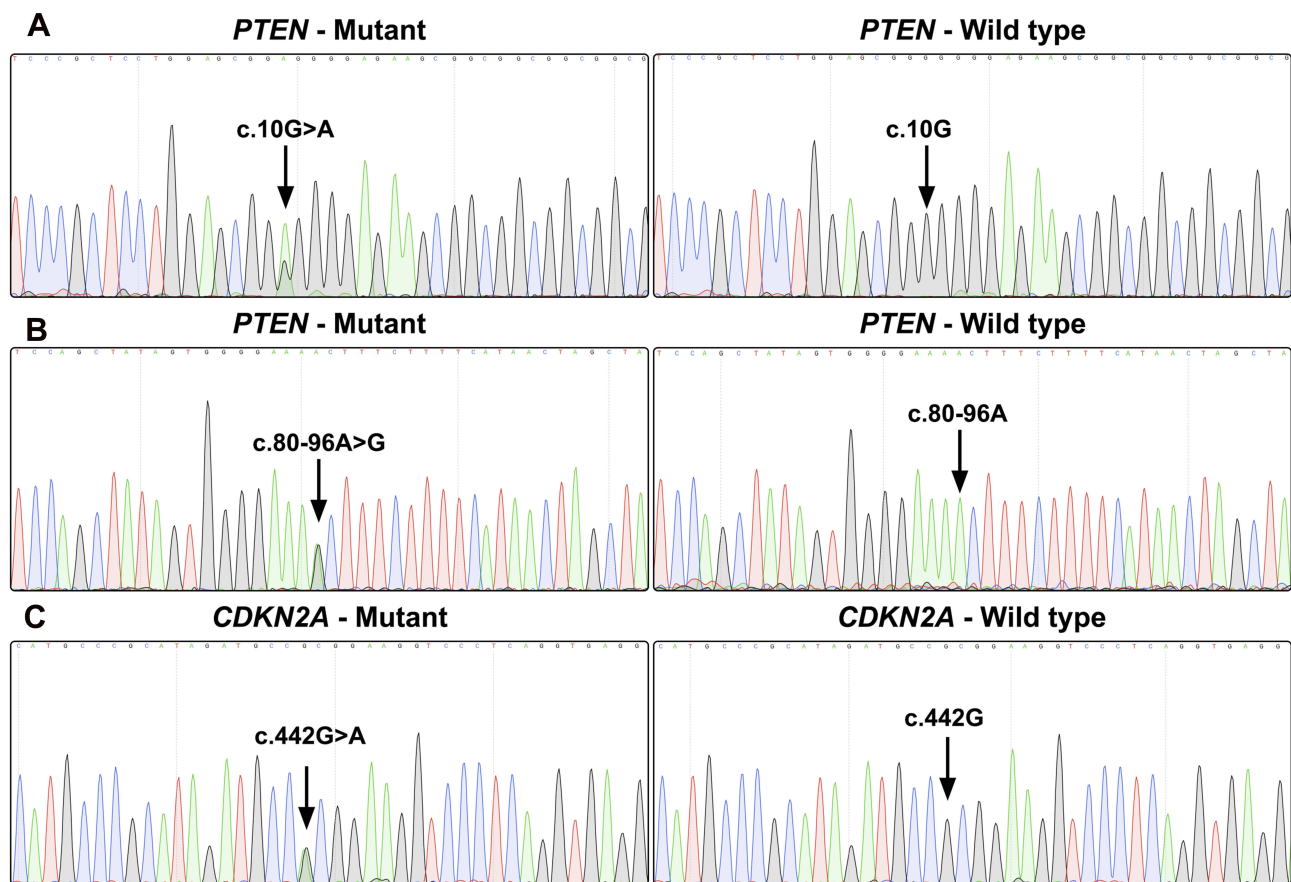 A
PTEN - Mutant
PTEN - Wild type
T C C C G C T C C T G G A G C G G A G G G G A G A A G C G G C G G C G G C G G C G
T C C C G C T C C T G G A G C G G G G G G G A G A A G C G G C G G C G G C G G C G
c.10G>A
c.10G
B
PTEN - Mutant
PTEN - Wild type
T C C A G C T A T A G T G G G G A A A A C T T T C T T T T C A T A A C T A G C T A
T C C A G C T A T A G T G G G G A A A A C T T T C T T T T C A T A A C T A G C T A
c.80-96A>G
c.80-96A
C
CDKN2A - Mutant
CDKN2A - Wild type
C A T G C C C G C A T A G A T G C C G C G G A A G G T C C C T C A G G T G A G G
C A T G C C C G C A T A G A T G C C G C G G A A G G T C C C T C A G G T G A G G
c.442G>A
c.442G